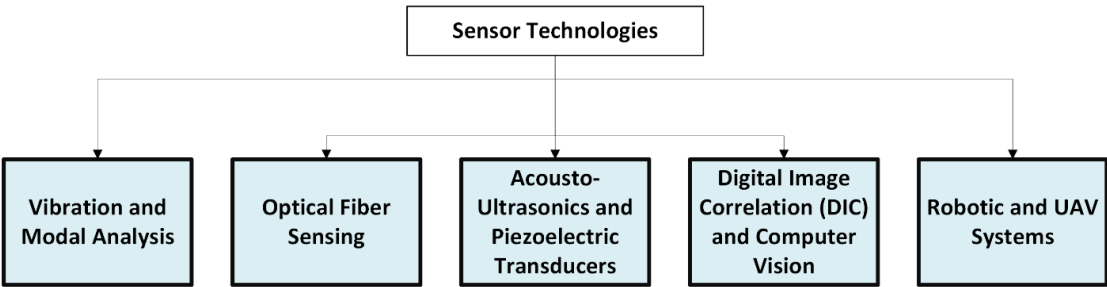 Sensor Technologies
Vibration and
Modal Analysis
Optical Fiber
Sensing
Acousto-
Ultrasonics and
Piezoelectric
Transducers
Digital Image
Correlation (DIC)
and Computer
Vision
Robotic and UAV
Systems